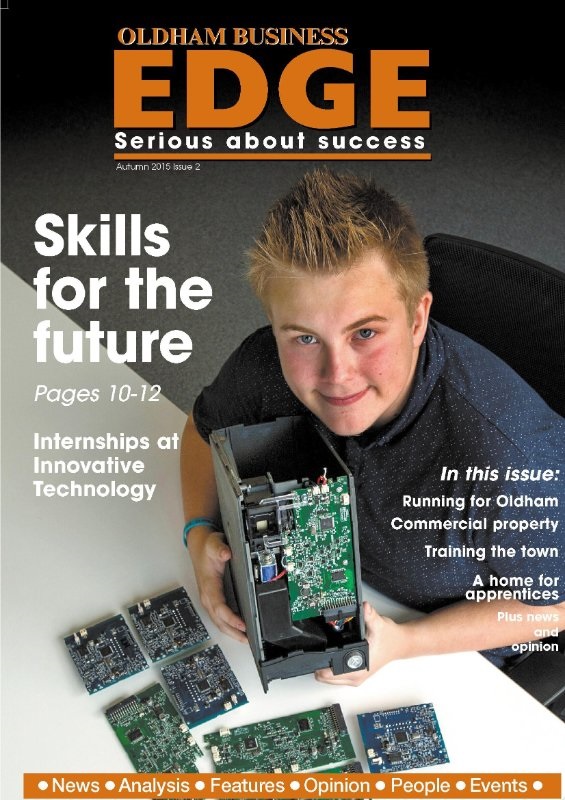 OLDHAM BUSINESS
EDGE
Serious about success
Autumn 2015 Issue 2
Skills
for the
future
Pages 10-12
Internships at
Innovative
Technology
In this issue:
Running for Oldham
Commercial property
Training the town
A home for
apprentices
Plus news
and
opinion
• News • Analysis • Features • Opinion • People • Events •